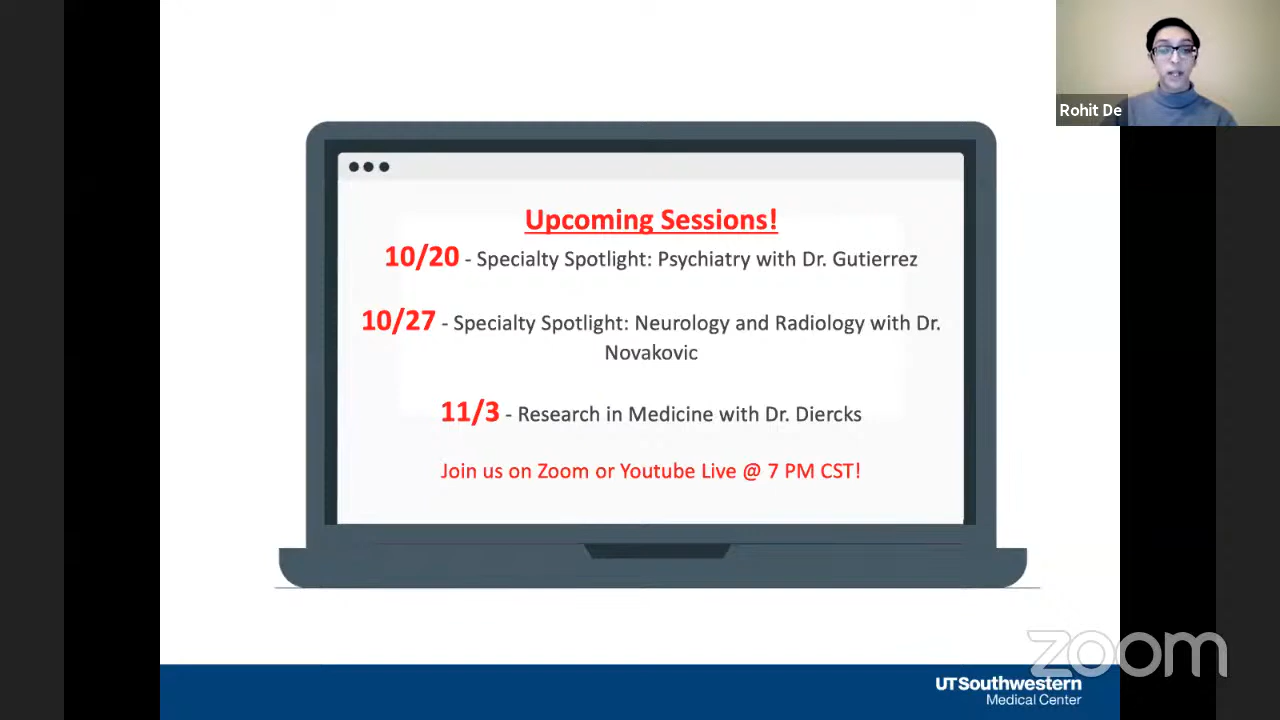 Rohit De
Upcoming Sessions!
10/20 - Specialty Spotlight: Psychiatry with Dr. Gutierrez
10/27 - Specialty Spotlight: Neurology and Radiology with Dr.
Novakovic
11/3 - Research in Medicine with Dr. Diercks
Join us on Zoom or Youtube Live @ 7 PM CST!
zoom
UTSouthwestern
Medical Center